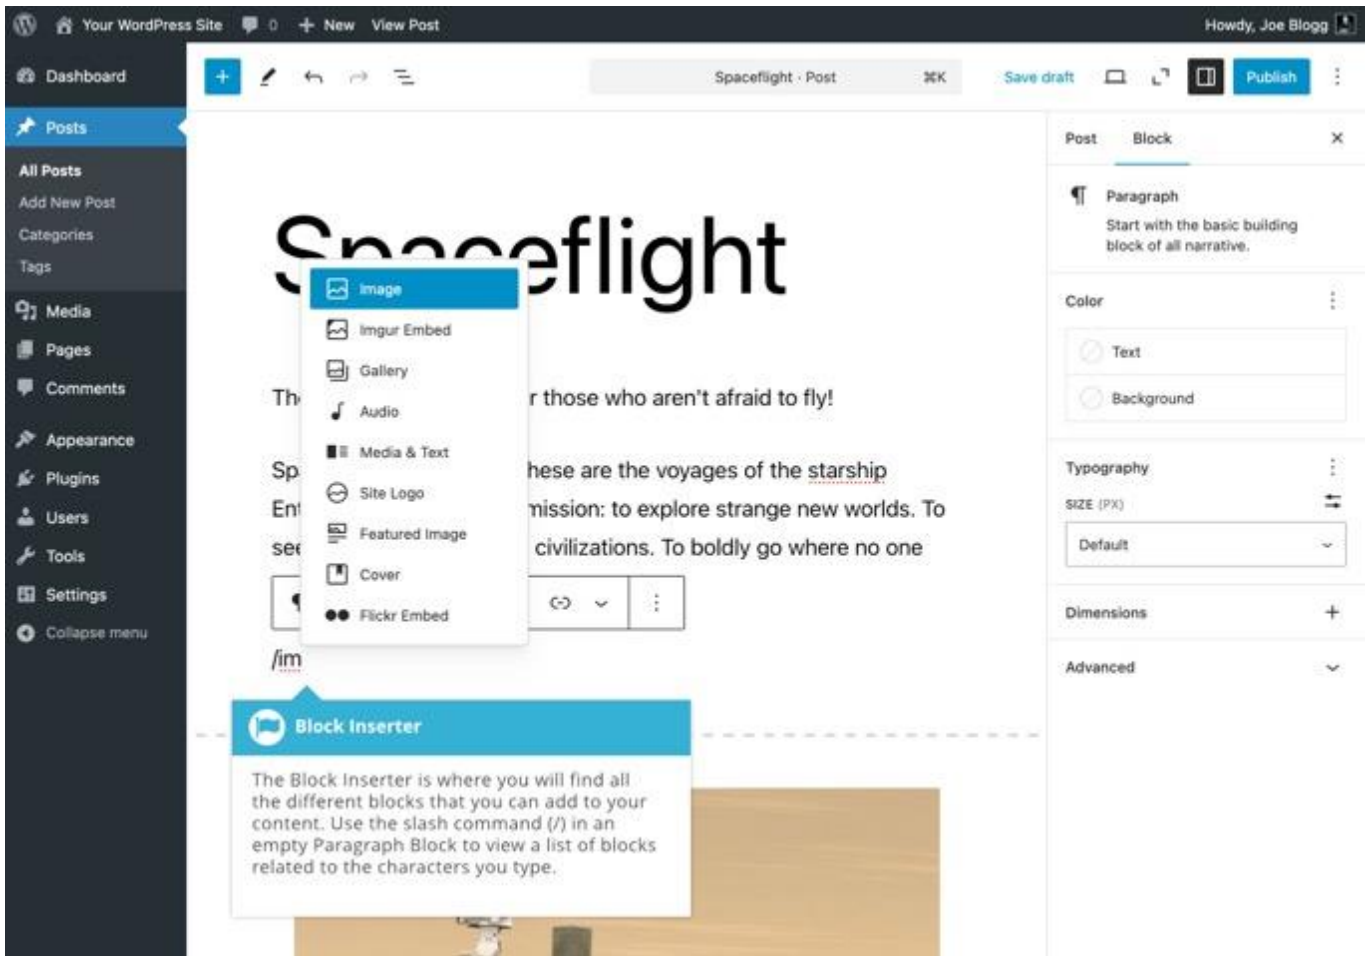 Your WordPress Site 0 New View Post Howdy, Joe Blogg
Dashboard
Posts
All Posts
Add New Post
Categories
Tags
Media
Pages
Comments
Appearance
Plugins
Users
Tools
Settings
Collapse menu
Spaceflight · Post ⌘K Save draft Publish
Spaceflight
Image
Imgur Embed
Gallery
Audio
Media & Text
Site Logo
Featured Image
Cover
Flickr Embed
r those who aren't afraid to fly!
hese are the voyages of the starship
mission: to explore strange new worlds. To
civilizations. To boldly go where no one
/im
Block Inserter
The Block Inserter is where you will find all
the different blocks that you can add to your
content. Use the slash command (/) in an
empty Paragraph Block to view a list of blocks
related to the characters you type.
Post Block
Paragraph
Start with the basic building
block of all narrative.
Color
Text
Background
Typography
SIZE (PX)
Default
Dimensions
Advanced